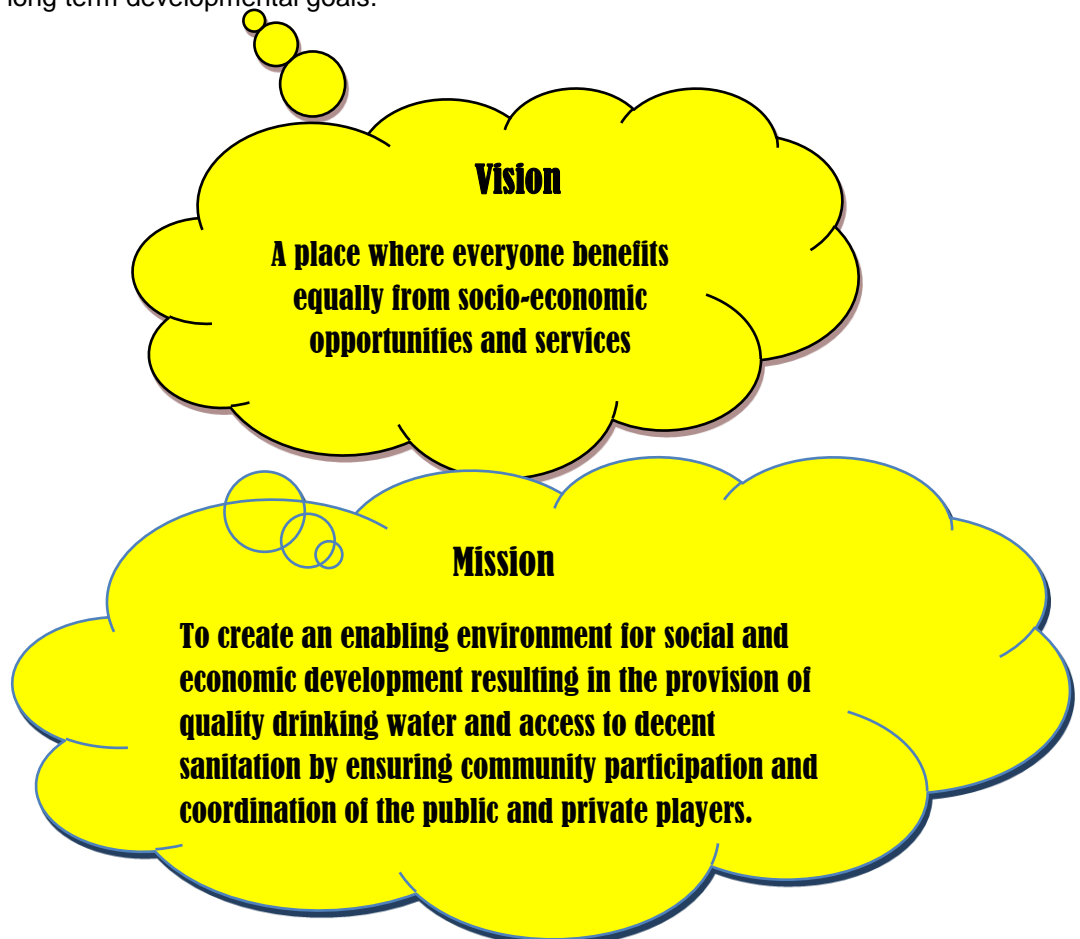 long term developmental goals.
Vision
A place where everyone benefits
equally from socio-economic
opportunities and services
Mission
To create an enabling environment for social and
economic development resulting in the provision of
quality drinking water and access to decent
sanitation by ensuring community participation and
coordination of the public and private players.